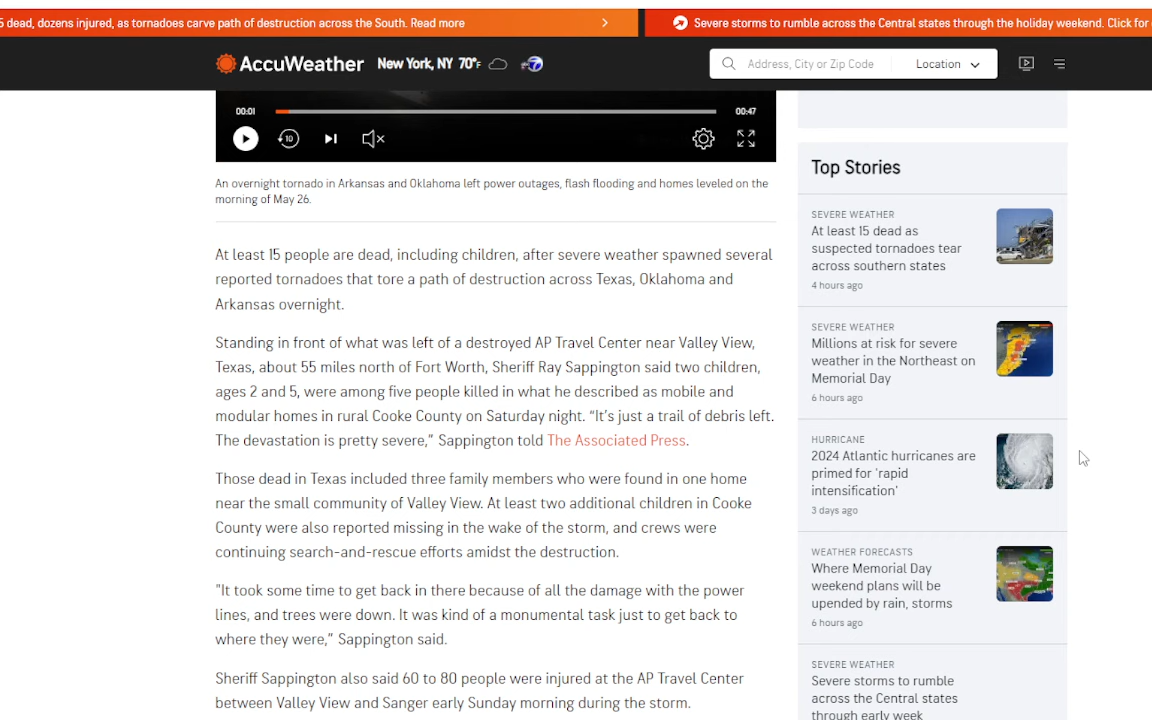 5 dead, dozens injured, as tornadoes carve path of destruction across the South. Read more
Severe storms to rumble across the Central states through the holiday weekend. Click for
AccuWeather
New York, NY 70°F
7
Address, City or Zip Code
Location
00:01
00:47
10
An overnight tornado in Arkansas and Oklahoma left power outages, flash flooding and homes leveled on the
morning of May 26.
At least 15 people are dead, including children, after severe weather spawned several
reported tornadoes that tore a path of destruction across Texas, Oklahoma and
Arkansas overnight.
Standing in front of what was left of a destroyed AP Travel Center near Valley View,
Texas, about 55 miles north of Fort Worth, Sheriff Ray Sappington said two children,
ages 2 and 5, were among five people killed in what he described as mobile and
modular homes in rural Cooke County on Saturday night. “It’s just a trail of debris left.
The devastation is pretty severe,” Sappington told The Associated Press.
Those dead in Texas included three family members who were found in one home
near the small community of Valley View. At least two additional children in Cooke
County were also reported missing in the wake of the storm, and crews were
continuing search-and-rescue efforts amidst the destruction.
"It took some time to get back in there because of all the damage with the power
lines, and trees were down. It was kind of a monumental task just to get back to
where they were,” Sappington said.
Sheriff Sappington also said 60 to 80 people were injured at the AP Travel Center
between Valley View and Sanger early Sunday morning during the storm.
Top Stories
SEVERE WEATHER
At least 15 dead as
suspected tornadoes tear
across southern states
4 hours ago
SEVERE WEATHER
Millions at risk for severe
weather in the Northeast on
Memorial Day
6 hours ago
HURRICANE
2024 Atlantic hurricanes are
primed for ‘rapid
intensification’
3 days ago
WEATHER FORECASTS
Where Memorial Day
weekend plans will be
upended by rain, storms
6 hours ago
SEVERE WEATHER
Severe storms to rumble
across the Central states
through early week